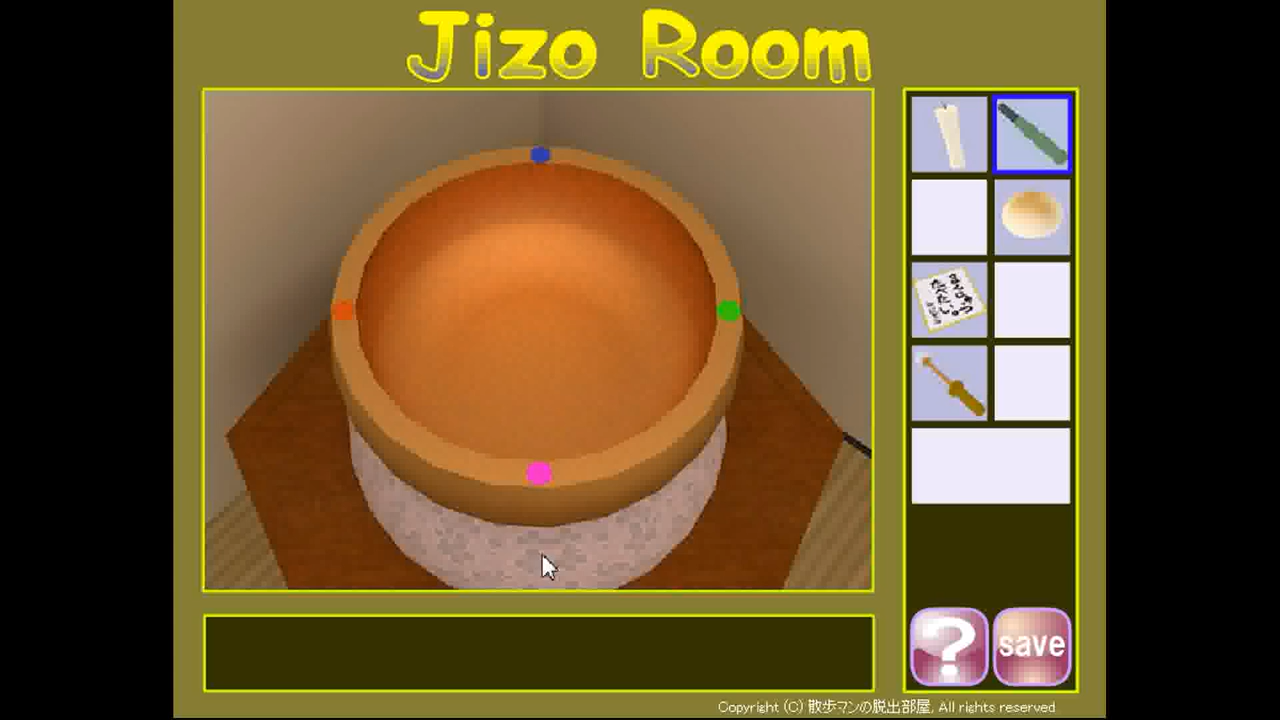 Jizo Room
?
save
Copyright (C) 散歩マンの脱出部屋, All rights reserved